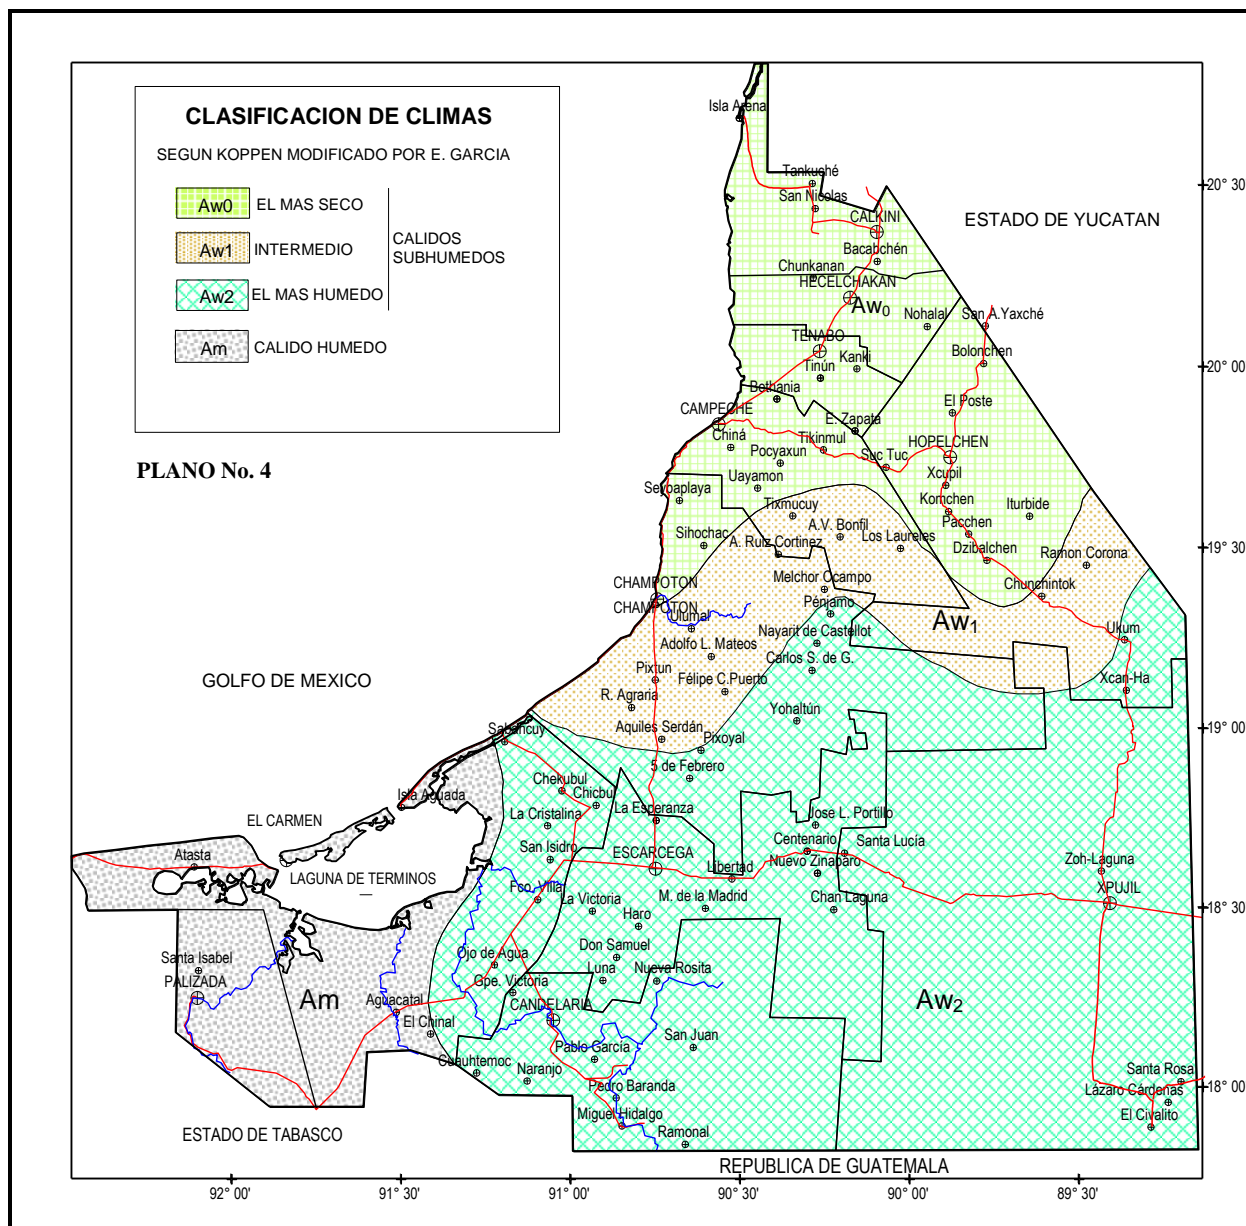 CLASIFICACION DE CLIMAS
SEGUN KOPPEN MODIFICADO POR E. GARCIA
Aw0 EL MAS SECO
Aw1 INTERMEDIO
CALIDOS
SUBHUMEDOS
Aw2 EL MAS HUMEDO
Am CALIDO HUMEDO
PLANO No. 4
Isla Arena
Tankuché
San Nicolas
CALKINI
Bacabchén
Chunkanan
HECELCHAKAN
Aw0
ESTADO DE YUCATAN
Nohalal
San A.Yaxché
TENABO
Kanki
Tinún
Bolonchen
Bethania
El Poste
CAMPECHE
E. Zapata
Chiná
Tikinmul
HOPELCHEN
Pocyaxun
Suc Tuc
Xcupil
Uayamon
Seybaplaya
Komchen
Iturbide
Tixmucuy
Pacchen
A.V. Bonfil
Sihochac
A. Ruiz Cortinez
Los Laureles
Dzibalchen
Ramon Corona
CHAMPOTON
Melchor Ocampo
Chunchintok
CHAMPOTON
Pénjamo
Ulumal
Aw1
Nayarit de Castellot
Ukum
Adolfo L. Mateos
Carlos S. de G.
Pixtun
Félipe C.Puerto
Xcan-Ha
GOLFO DE MEXICO
R. Agraria
Yohaltún
Sabancuy
Aquiles Serdán
Pixoyal
5 de Febrero
Chekubul
Chicbul
Isla Aguada
La Cristalina
La Esperanza
Jose L. Portillo
EL CARMEN
San Isidro
ESCARCEGA
Centenario
Santa Lucía
Atasta
Libertad
Nuevo Zinaparo
Zoh-Laguna
LAGUNA DE TERMINOS
Fco. Villa
La Victoria
M. de la Madrid
Chan Laguna
XPUJIL
Haro
Santa Isabel
Ojo de Agua
Don Samuel
PALIZADA
Gpe. Victoria
Luna
Nueva Rosita
Am
Aguacatal
CANDELARIA
Aw2
El Chinal
San Juan
Cuauhtemoc
Pablo García
Naranjo
Santa Rosa
Pedro Baranda
Lázaro Cárdenas
Miguel Hidalgo
El Civalito
ESTADO DE TABASCO
Ramonal
REPUBLICA DE GUATEMALA
20° 30'
20° 00'
19° 30'
19° 00'
18° 30'
18° 00'
92° 00'
91° 30'
91° 00'
90° 30'
90° 00'
89° 30'